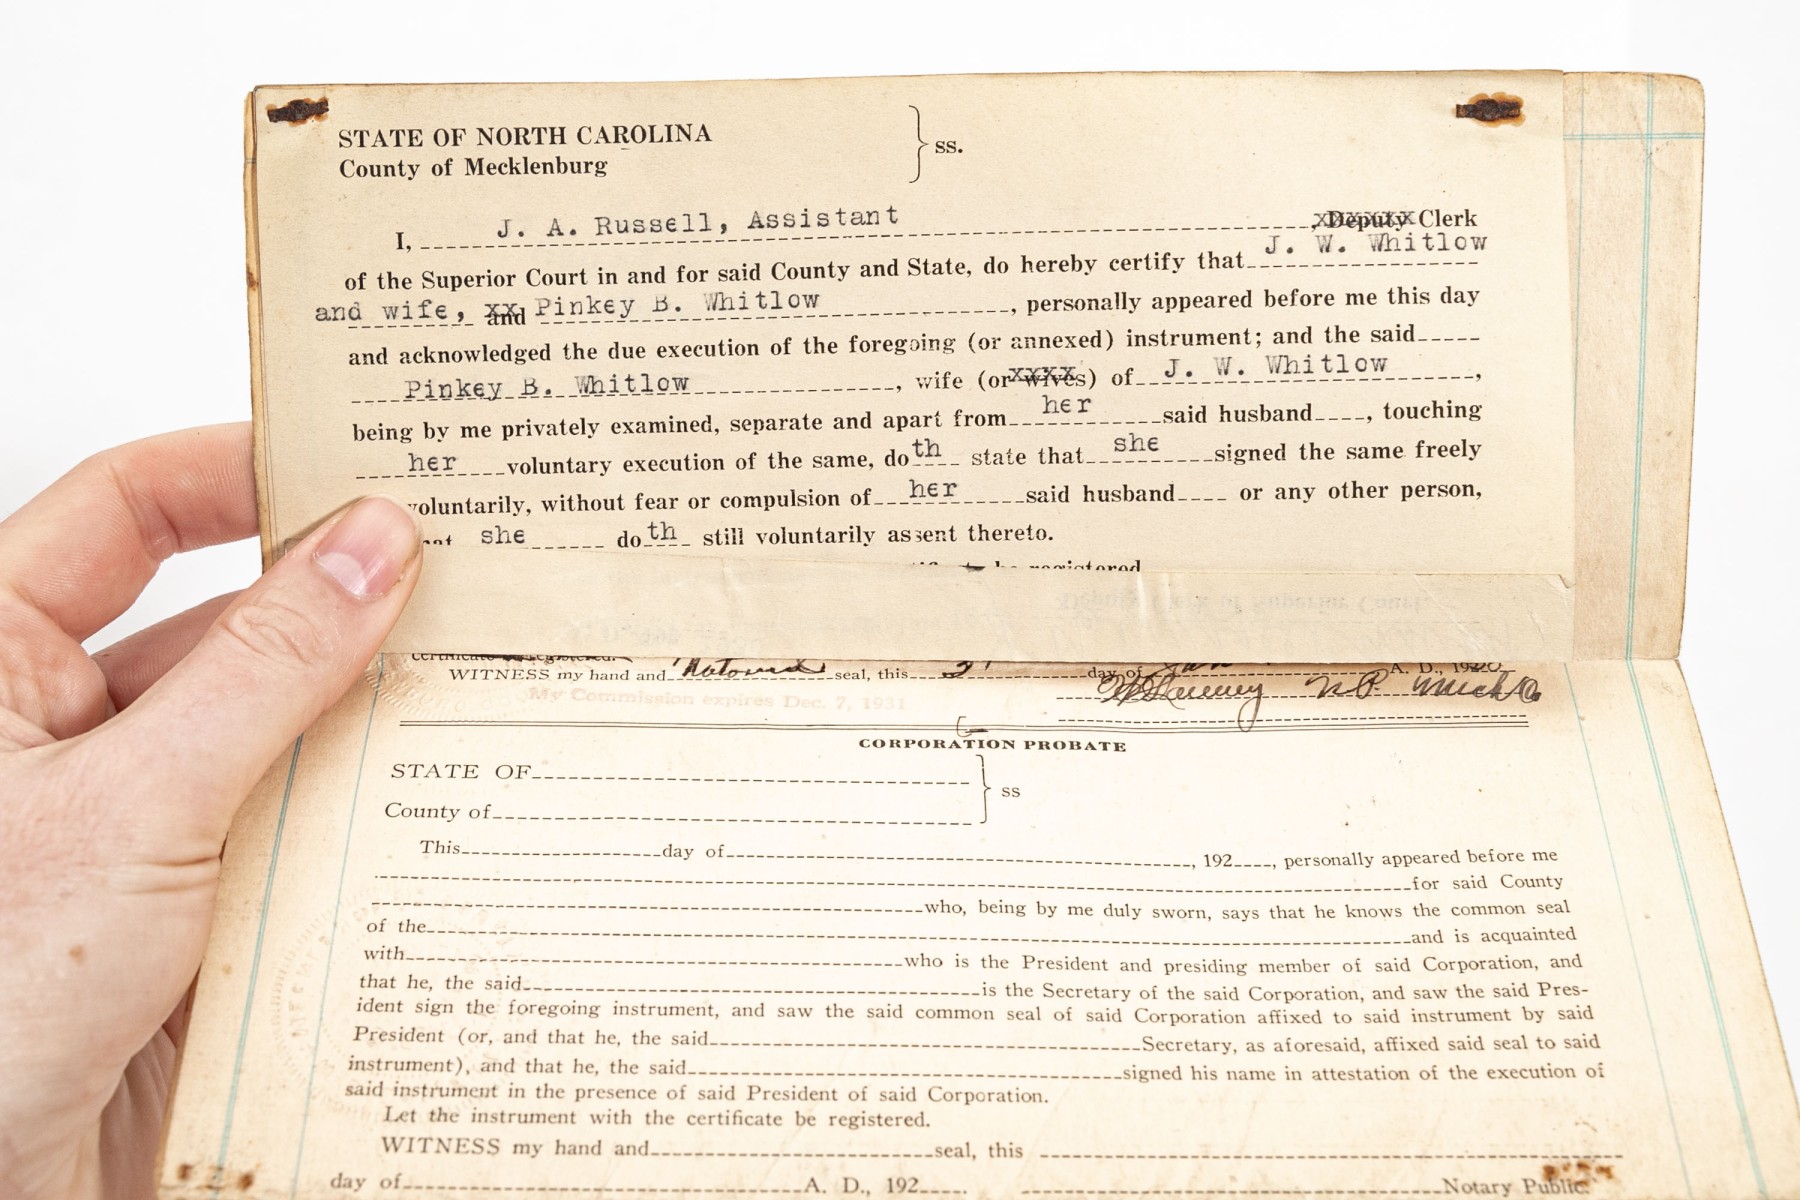 STATE OF NORTH CAROLINA
County of Mecklenburg
ss.
I, J. A. Russell, Assistant, Deputy Clerk
of the Superior Court in and for said County and State, do hereby certify that J. W. Whitlow
and wife, xx and Pinkey B. Whitlow, personally appeared before me this day
and acknowledged the due execution of the foregoing (or annexed) instrument; and the said
Pinkey B. Whitlow, wife (or wives) of J. W. Whitlow,
being by me privately examined, separate and apart from her said husband, touching
her voluntary execution of the same, doth state that she signed the same freely
voluntarily, without fear or compulsion of her said husband or any other person,
she doth still voluntarily assent thereto.
be registered
Deputy Clerk of Superior Court
certificate be registered.
WITNESS my hand and Notarial seal, this 2 day of Jan A. D., 192
My Commission expires Dec. 7, 1931
N.P.
CORPORATION PROBATE
STATE OF
County of
ss
This day of , 192 , personally appeared before me
for said County
who, being by me duly sworn, says that he knows the common seal
of the and is acquainted
with who is the President and presiding member of said Corporation, and
that he, the said is the Secretary of the said Corporation, and saw the said Pres-
ident sign the foregoing instrument, and saw the said common seal of said Corporation affixed to said instrument by said
President (or, and that he, the said Secretary, as aforesaid, affixed said seal to said
instrument), and that he, the said signed his name in attestation of the execution of
said instrument in the presence of said President of said Corporation.
Let the instrument with the certificate be registered.
WITNESS my hand and seal, this
day of A. D., 192 . Notary Public.